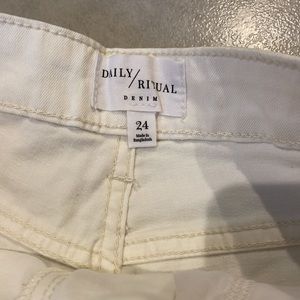 DAILY/RITUAL
DENIM
24
Made in
Bangladesh